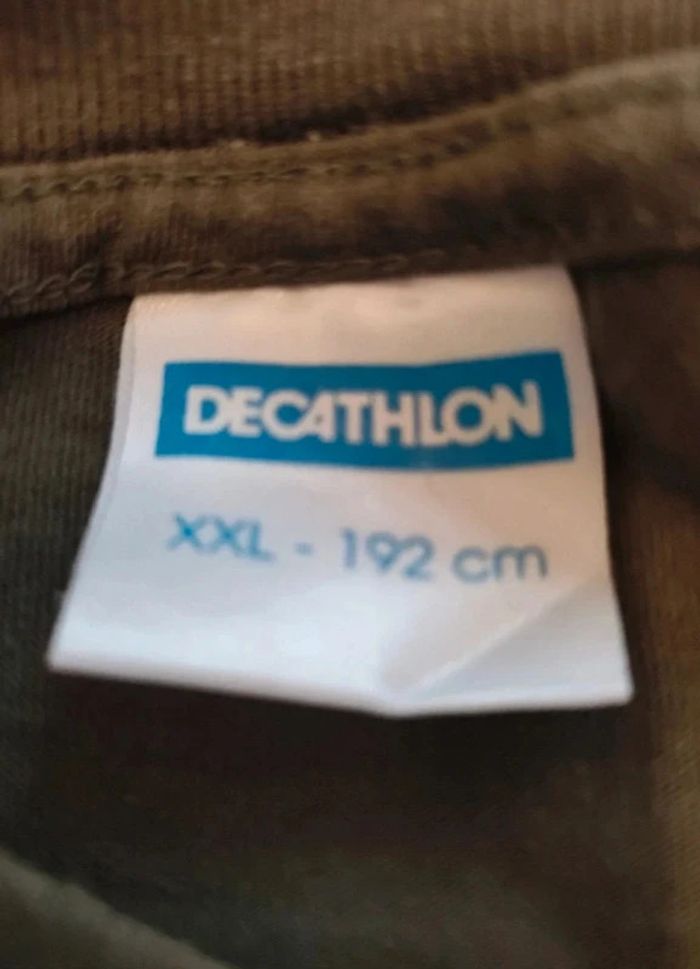 DECATHLON
XXL - 192 cm